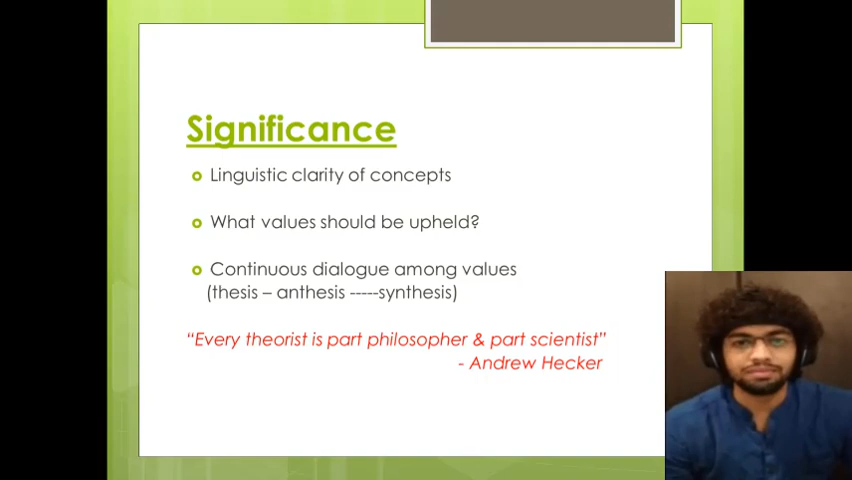 Significance
Linguistic clarity of concepts
What values should be upheld?
Continuous dialogue among values
(thesis – anthesis -----synthesis)
“Every theorist is part philosopher & part scientist”
- Andrew Hecker